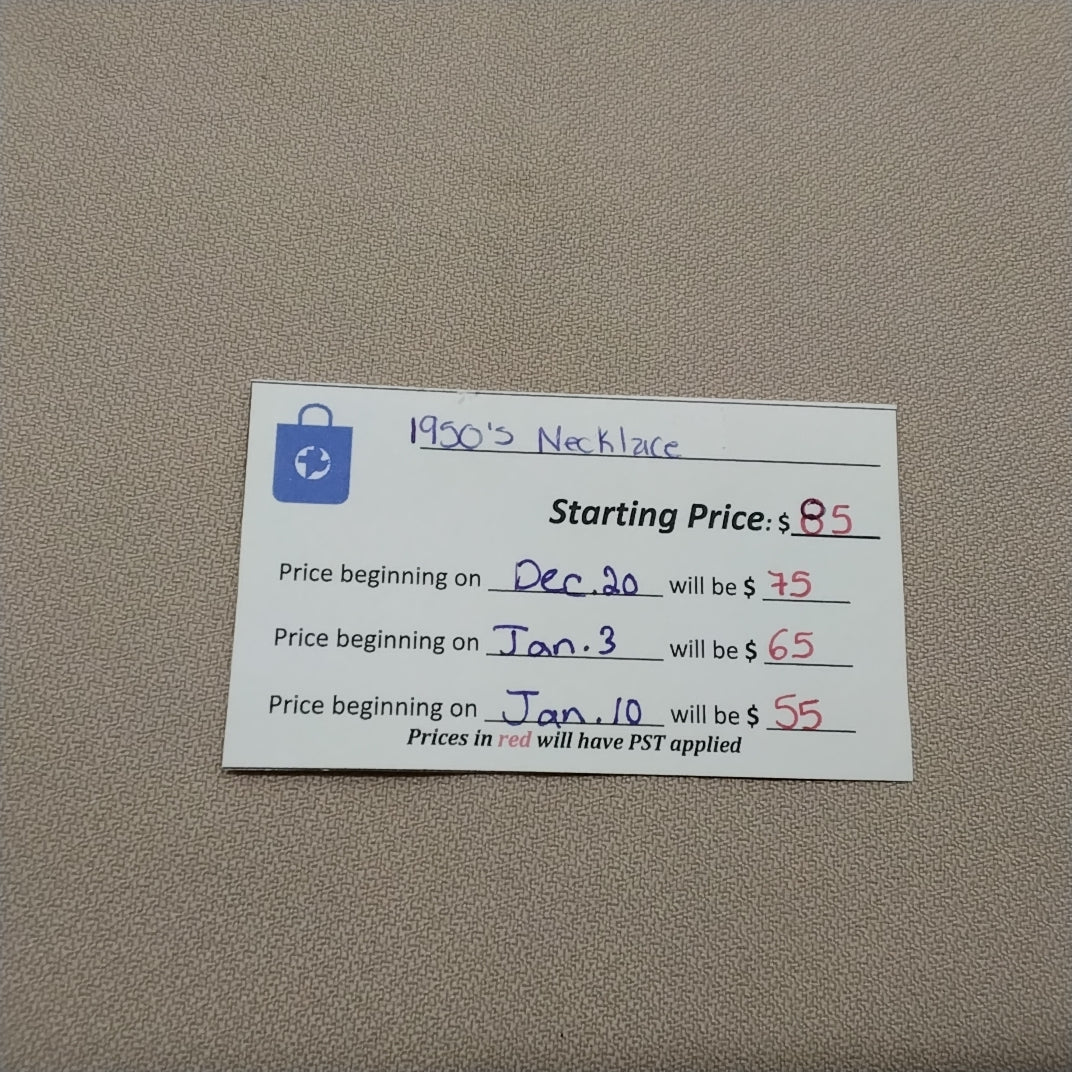 1950's Necklace
Starting Price: $ 85
Price beginning on Dec. 20 will be $ 75
Price beginning on Jan. 3 will be $ 65
Price beginning on Jan. 10 will be $ 55
Prices in red will have PST applied